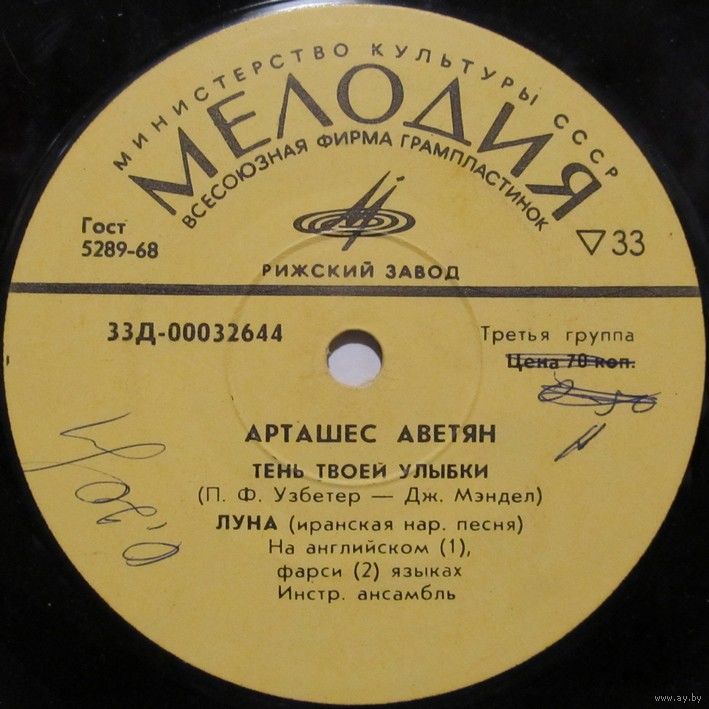 МИНИСТЕРСТВО КУЛЬТУРЫ СССР
МЕЛОДИЯ
ВСЕСОЮЗНАЯ ФИРМА ГРАМПЛАСТИНОК
Гост
5289-68
▽33
РИЖСКИЙ ЗАВОД
33Д-00032644
Третья группа
Цена 70 коп.
АРТАШЕС АВЕТЯН
ТЕНЬ ТВОЕЙ УЛЫБКИ
(П. Ф. Уэбетер — Дж. Мэндел)
ЛУНА (иранская нар. песня)
На английском (1),
фарси (2) языках
Инстр. ансамбль
www.ay.by